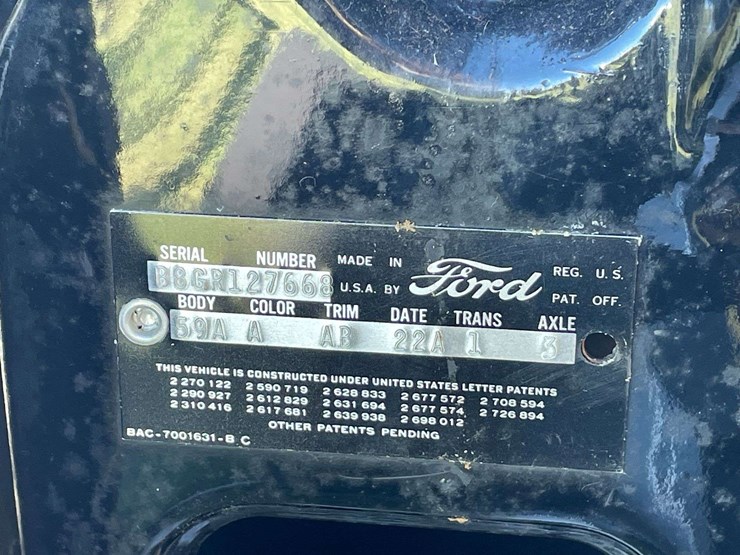 SERIAL NUMBER MADE IN Ford REG. U. S.
B8GR127668 U.S.A. BY PAT. OFF.
BODY COLOR TRIM DATE TRANS AXLE
59A A AB 22A 1 3
THIS VEHICLE IS CONSTRUCTED UNDER UNITED STATES LETTER PATENTS
2 270 122 2 590 719 2 628 833 2 677 572 2 708 594
2 290 927 2 612 829 2 631 694 2 677 574 2 726 894
2 310 416 2 617 681 2 639 938 2 698 012
OTHER PATENTS PENDING
BAC-7001631-B C